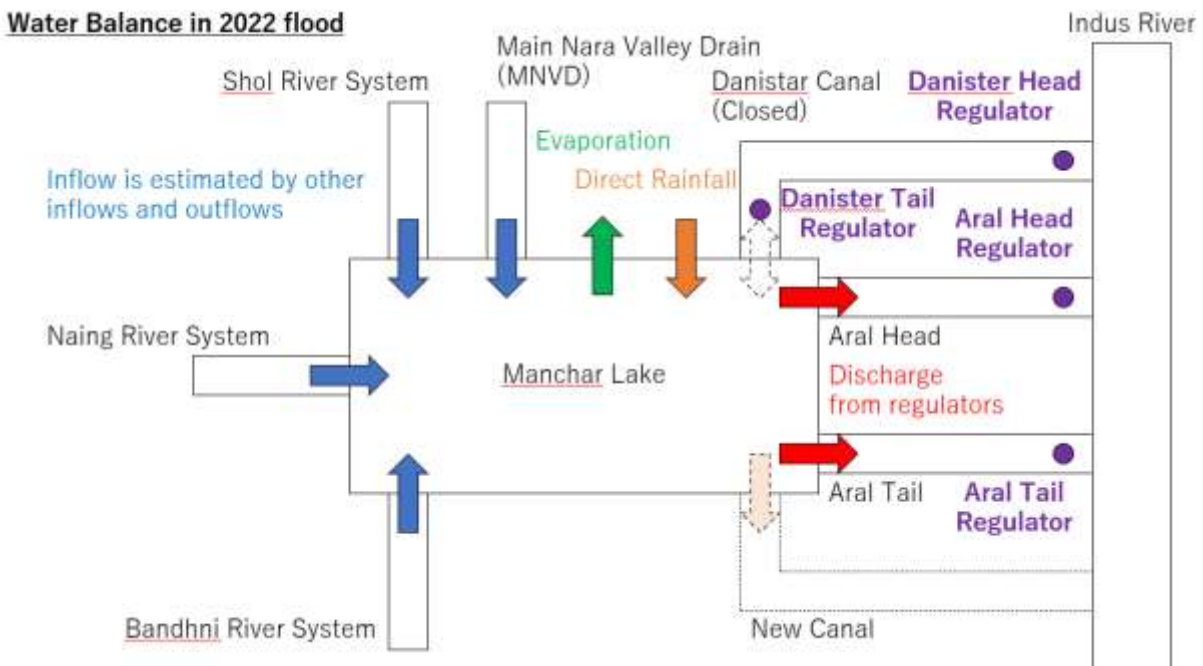 Water Balance in 2022 flood
Indus River
Main Nara Valley Drain
(MNVD)
Shol River System
Danistar Canal
(Closed)
Danister Head
Regulator
Evaporation
Inflow is estimated by other
inflows and outflows
Direct Rainfall
Danister Tail
Regulator
Aral Head
Regulator
Naing River System
Aral Head
Manchar Lake
Discharge
from regulators
Aral Tail
Aral Tail
Regulator
Bandhni River System
New Canal